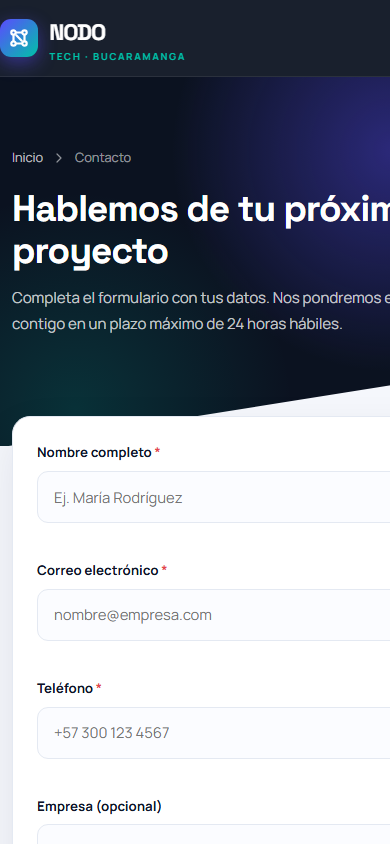 NODO
TECH · BUCARAMANGA
Inicio > Contacto
Hablemos de tu próxim
proyecto
Completa el formulario con tus datos. Nos pondremos e
contigo en un plazo máximo de 24 horas hábiles.
Nombre completo *
Ej. María Rodríguez
Correo electrónico *
nombre@empresa.com
Teléfono *
+57 300 123 4567
Empresa (opcional)